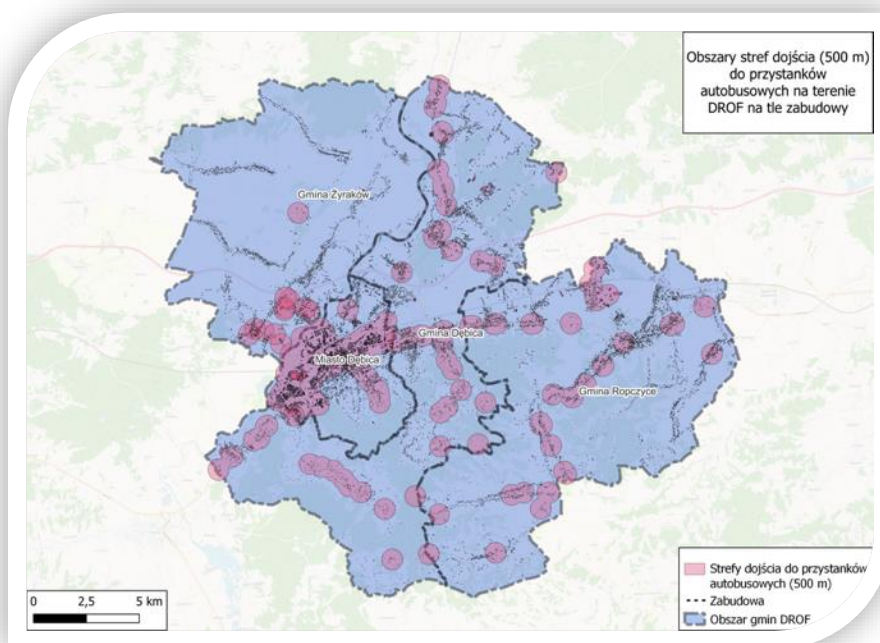 Obszary stref dojścia (500 m)
do przystanków
autobusowych na terenie
DROF na tle zabudowy
Gmina Żyraków
Gmina Dębica
Miasto Dębica
Gmina Ropczyce
0 2,5 5 km
Strefy dojścia do przystanków
autobusowych (500 m)
Zabudowa
Obszar gmin DROF